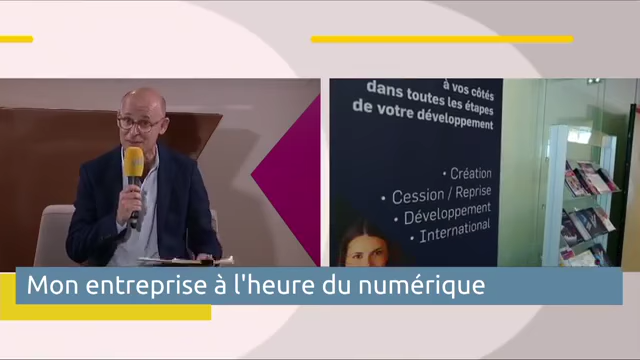 à vos côtés
dans toutes les étapes
de votre développement
• Création
• Cession / Reprise
• Développement
• International
Mon entreprise à l'heure du numérique